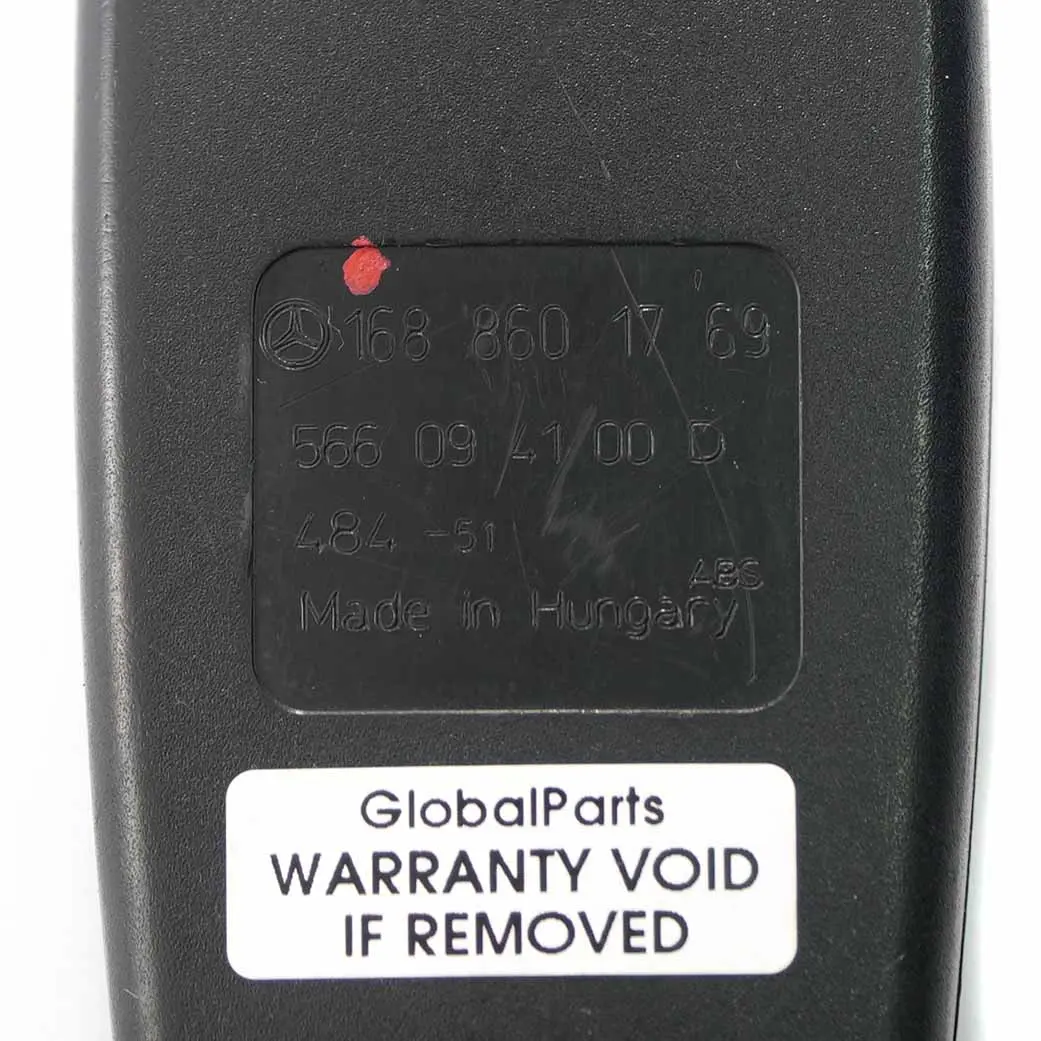 168 860 17 69
566 09 41 00 D
484 -51
ABS
Made in Hungary
GlobalParts
WARRANTY VOID
IF REMOVED